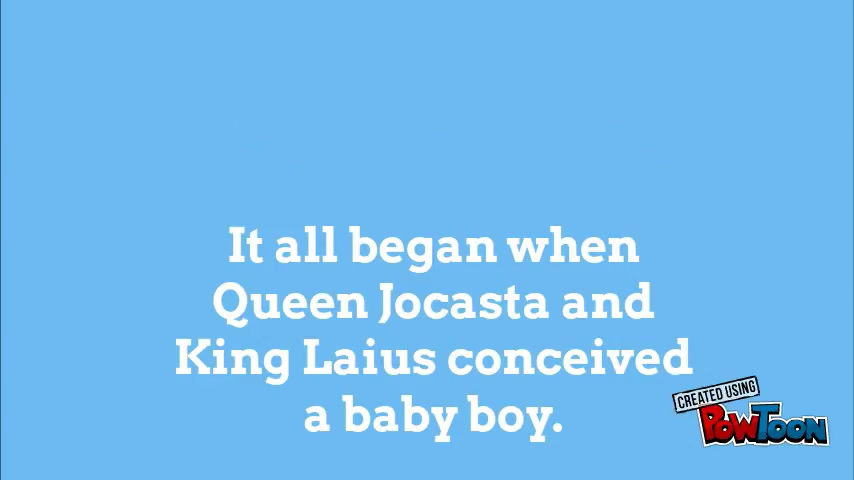 It all began when
Queen Jocasta and
King Laius conceived
a baby boy.
CREATED USING
POWTOON